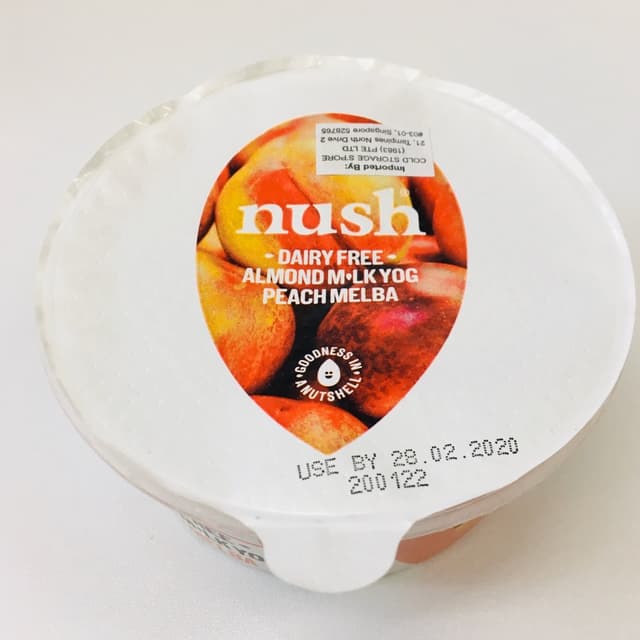 Imported By:
COLD STORAGE S'PORE
(1983) PTE LTD
21, Tampines North Drive 2
#03-01, Singapore 528765
nush®
• DAIRY FREE •
ALMOND M•LK YOG
PEACH MELBA
• GOODNESS IN •
A NUTSHELL
USE BY 28.02.2020
200122